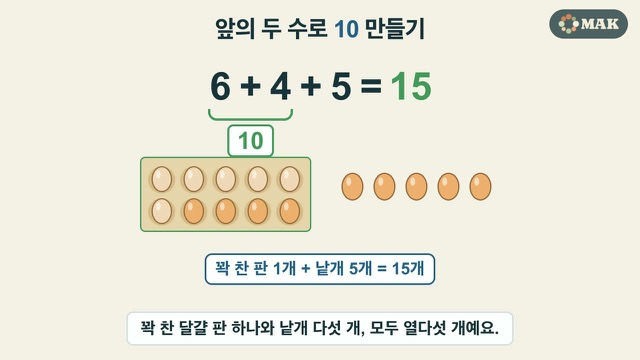 앞의 두 수로 10 만들기
MAK
6 + 4 + 5 = 15
10
꽉 찬 판 1개 + 낱개 5개 = 15개
꽉 찬 달걀 판 하나와 낱개 다섯 개, 모두 열다섯 개예요.